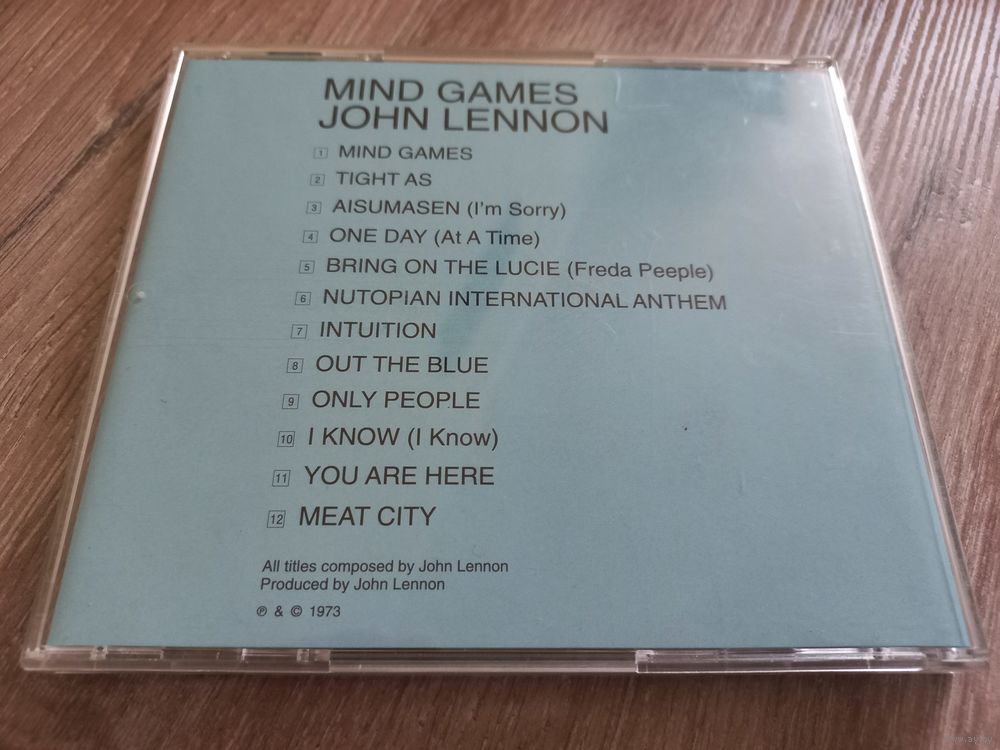 MIND GAMES
JOHN LENNON
1 MIND GAMES
2 TIGHT AS
3 AISUMASEN (I'm Sorry)
4 ONE DAY (At A Time)
5 BRING ON THE LUCIE (Freda Peeple)
6 NUTOPIAN INTERNATIONAL ANTHEM
7 INTUITION
8 OUT THE BLUE
9 ONLY PEOPLE
10 I KNOW (I Know)
11 YOU ARE HERE
12 MEAT CITY
All titles composed by John Lennon
Produced by John Lennon
℗ & © 1973